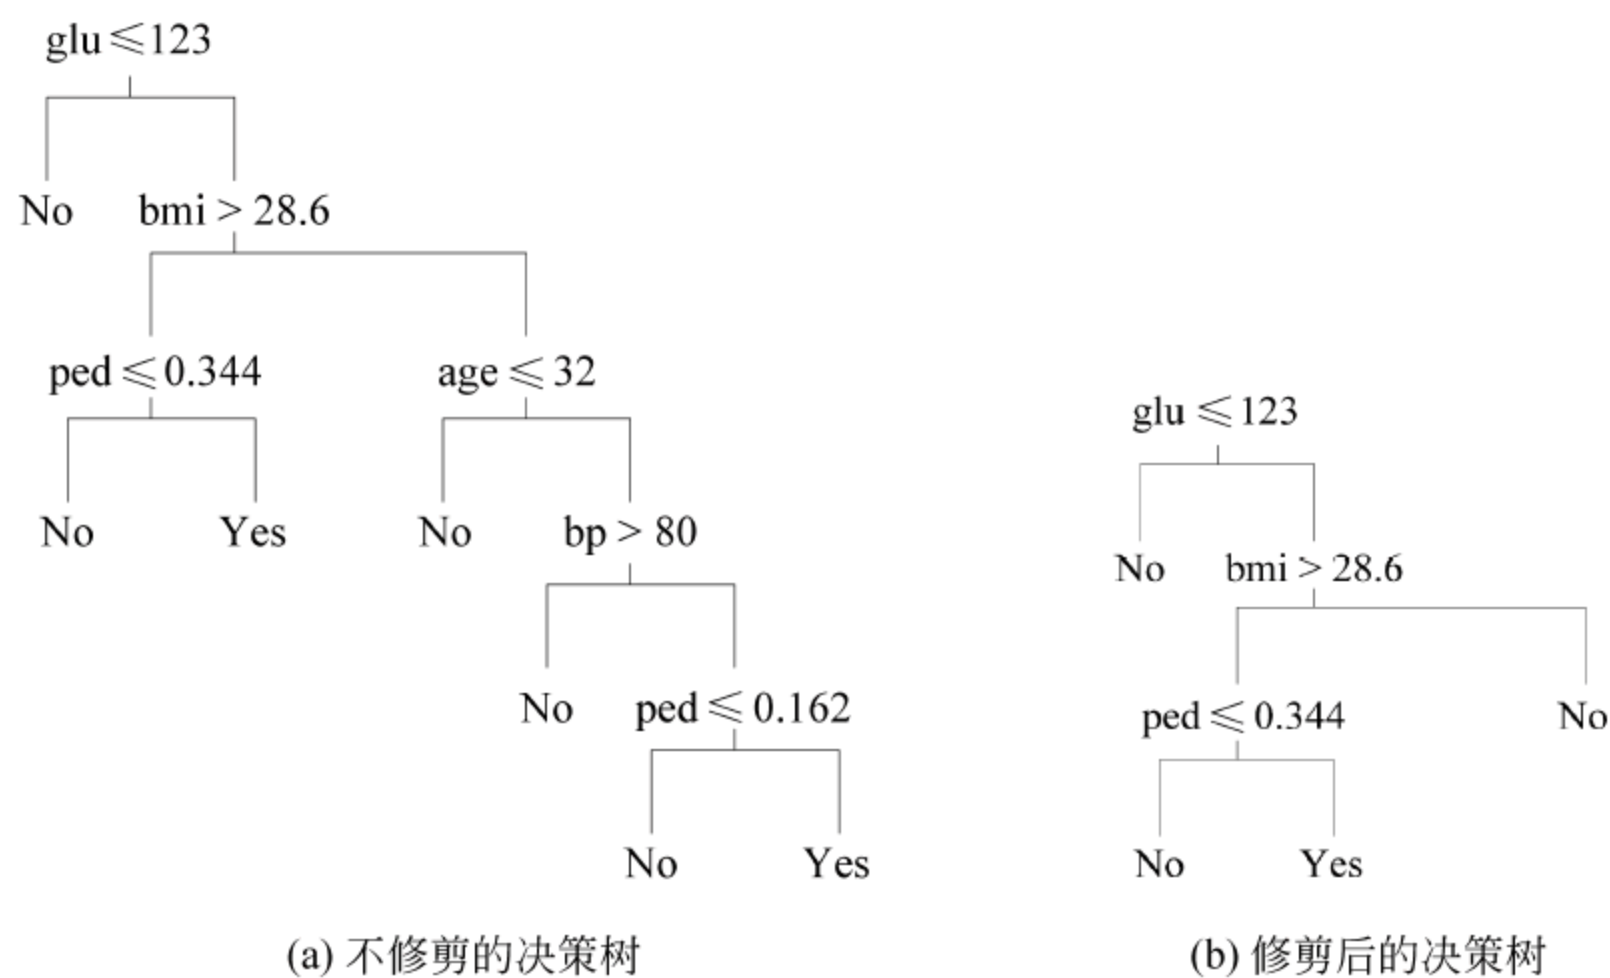 glu ⩽ 123
No bmi > 28.6
ped ⩽ 0.344 age ⩽ 32
No Yes No bp > 80
No ped ⩽ 0.162
No Yes
(a) 不修剪的决策树
glu ⩽ 123
No bmi > 28.6
ped ⩽ 0.344 No
No Yes
(b) 修剪后的决策树